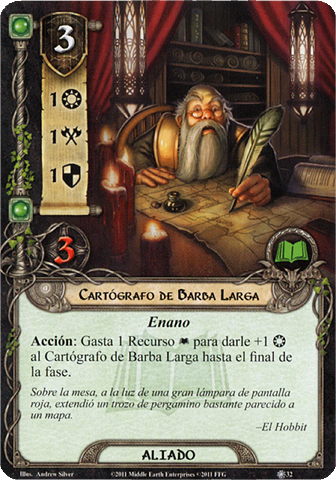 3
1
1
1
3
Cartógrafo de Barba Larga
Enano
Acción: Gasta 1 Recurso para darle +1
al Cartógrafo de Barba Larga hasta el final de
la fase.
Sobre la mesa, a la luz de una gran lámpara de pantalla
roja, extendió un trozo de pergamino bastante parecido a
un mapa.
–El Hobbit
ALIADO
Illus. Andrew Silver ©2011 Middle Earth Enterprises ® 2011 FFG 32